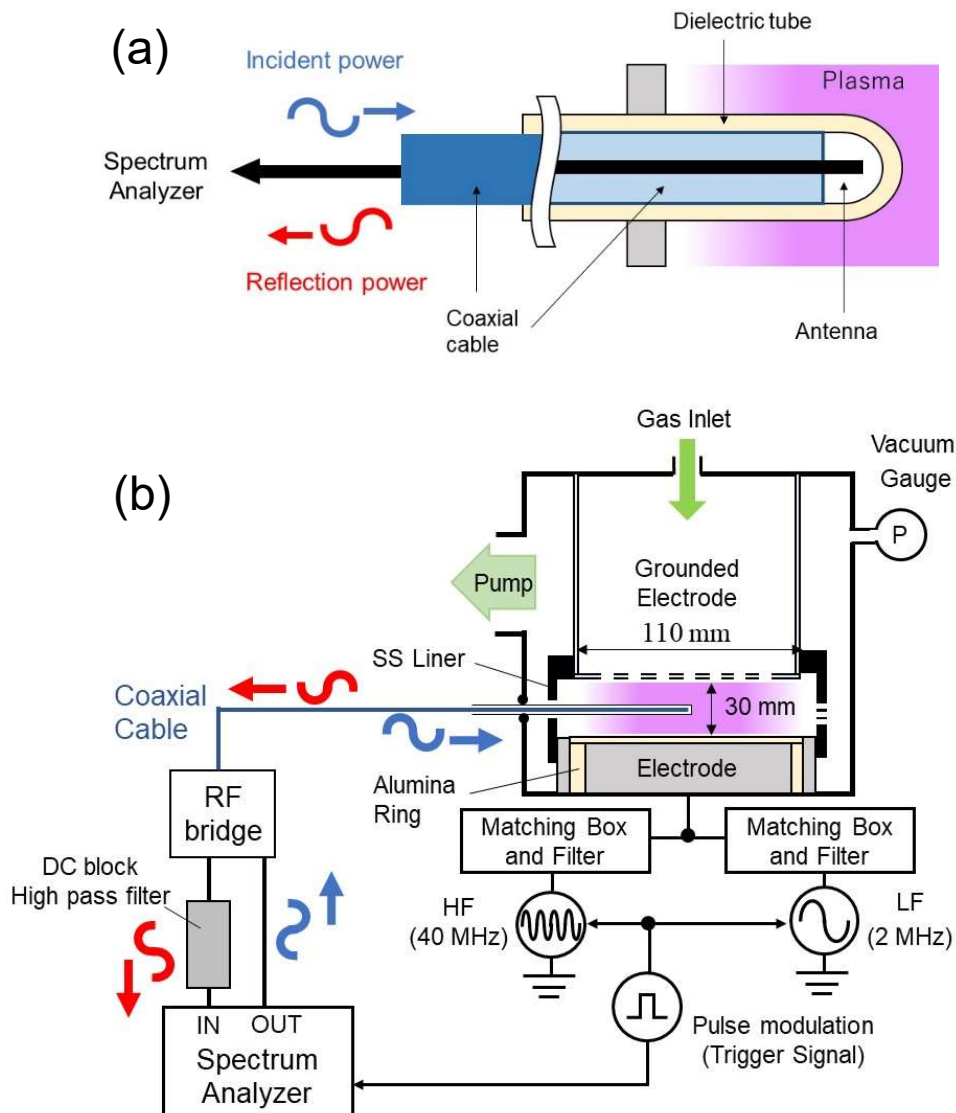 (a)
Dielectric tube
Incident power
Plasma
Spectrum
Analyzer
Reflection power
Coaxial
cable
Antenna
(b)
Gas Inlet
Vacuum
Gauge
P
Pump
Grounded
Electrode
110 mm
SS Liner
Coaxial
Cable
30 mm
Electrode
Alumina
Ring
RF
bridge
Matching Box
and Filter
Matching Box
and Filter
DC block
High pass filter
HF
(40 MHz)
LF
(2 MHz)
IN OUT
Spectrum
Analyzer
Pulse modulation
(Trigger Signal)